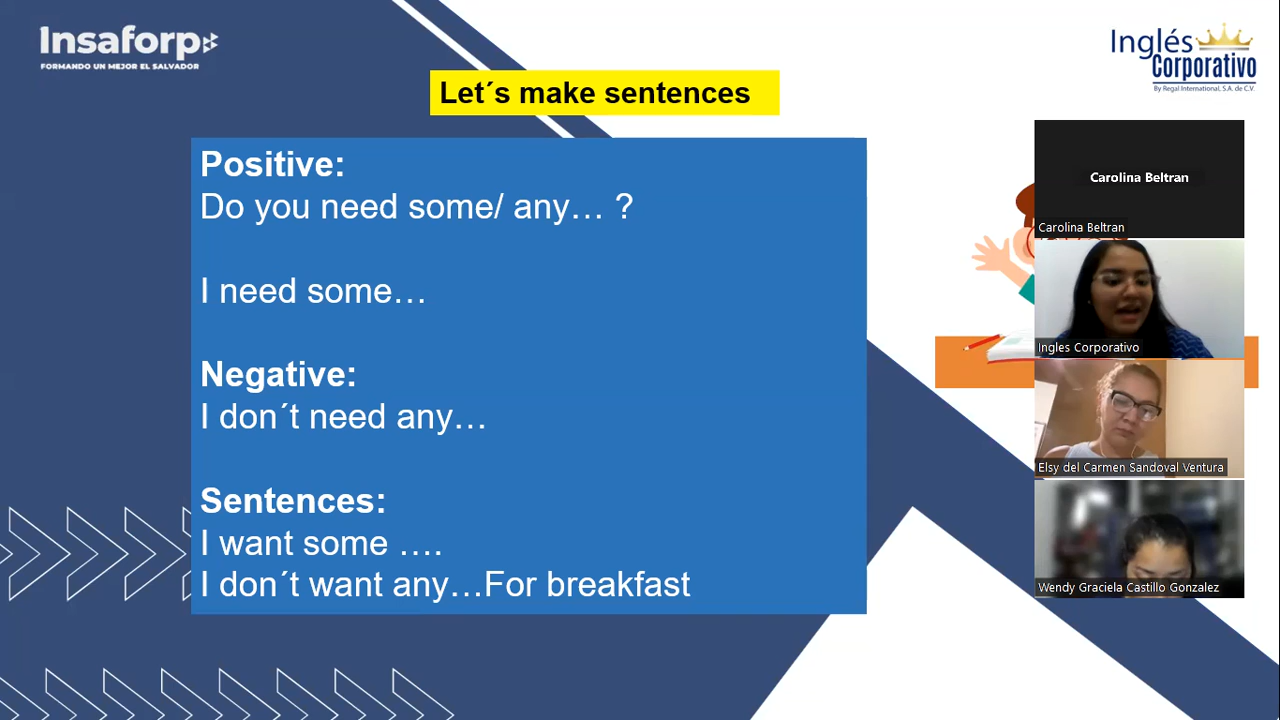 Insaforp
FORMANDO UN MEJOR EL SALVADOR
Inglés
Corporativo
By Regal International, S.A. de C.V.
Let´s make sentences
Positive:
Do you need some/ any… ?
I need some…
Negative:
I don´t need any…
Sentences:
I want some ….
I don´t want any…For breakfast
Carolina Beltran
Carolina Beltran
Ingles Corporativo
Elsy del Carmen Sandoval Ventura
Wendy Graciela Castillo Gonzalez